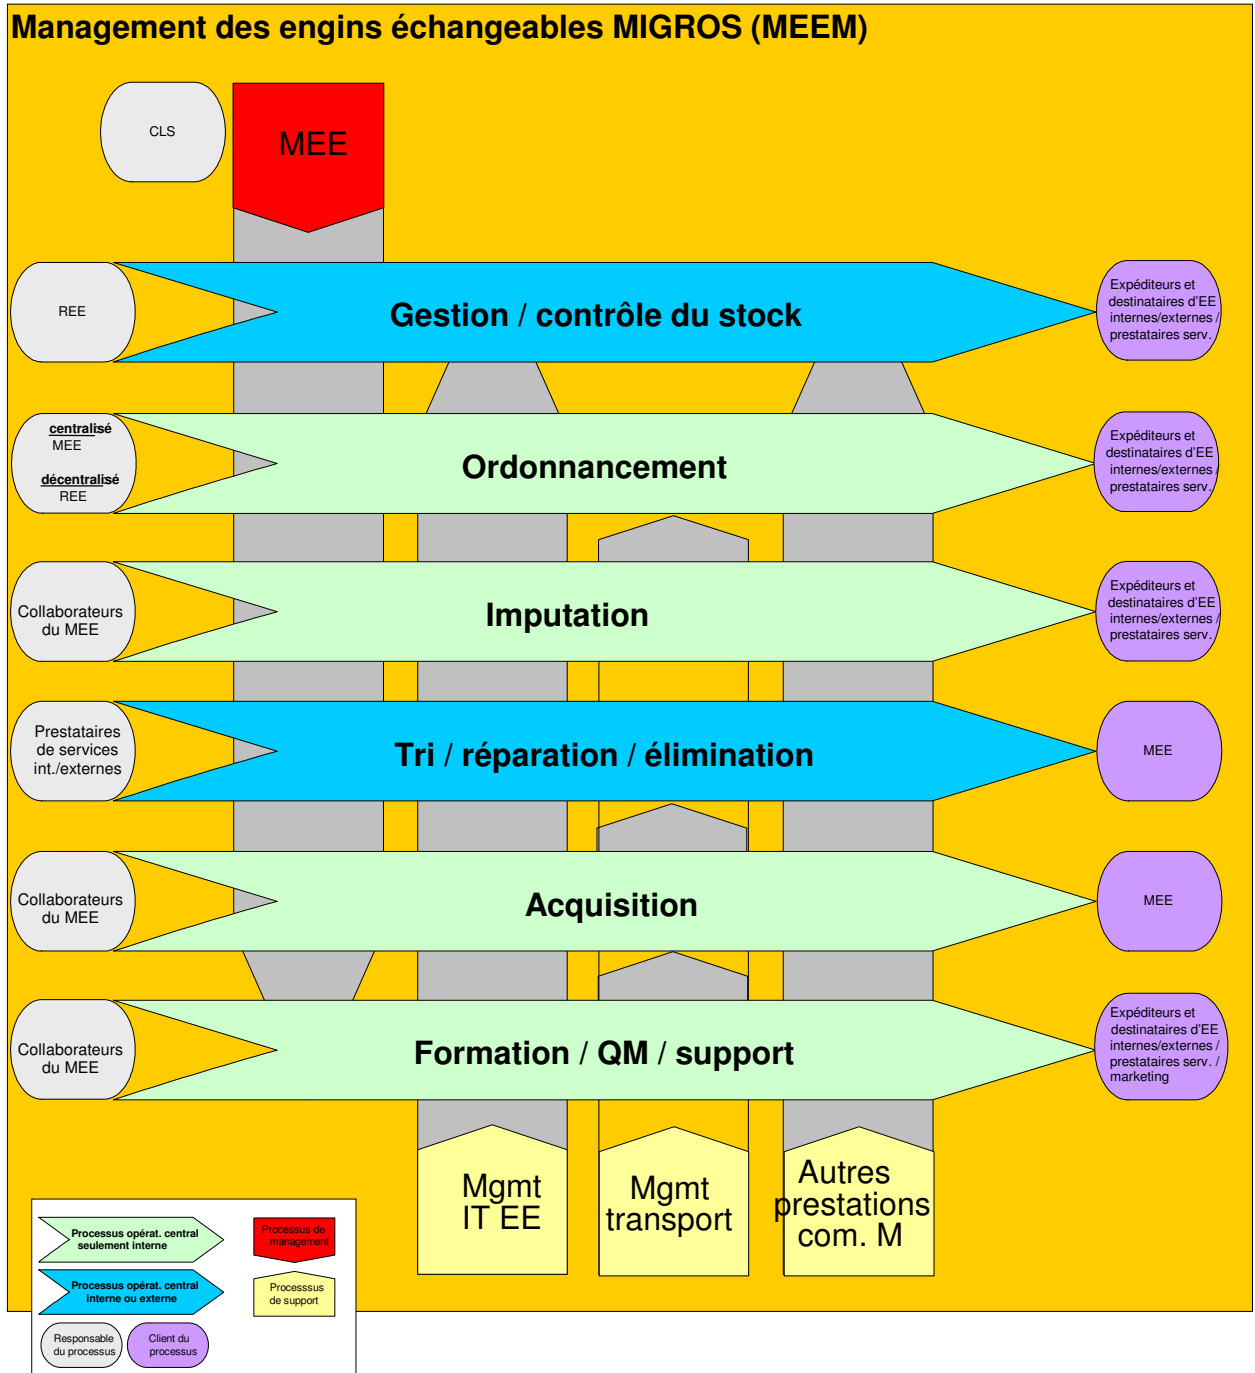 Management des engins échangeables MIGROS (MEEM)
CLS
MEE
REE
Gestion / contrôle du stock
Expéditeurs et
destinataires d'EE
internes/externes /
prestataires serv.
centralisé
MEE
décentralisé
REE
Ordonnancement
Expéditeurs et
destinataires d'EE
internes/externes /
prestataires serv.
Collaborateurs
du MEE
Imputation
Expéditeurs et
destinataires d'EE
internes/externes /
prestataires serv.
Prestataires
de services
int./externes
Tri / réparation / élimination
MEE
Collaborateurs
du MEE
Acquisition
MEE
Collaborateurs
du MEE
Formation / QM / support
Expéditeurs et
destinataires d'EE
internes/externes /
prestataires serv. /
marketing
Mgmt
IT EE
Mgmt
transport
Autres
prestations
com. M
Processus opérat. central
seulement interne
Processus de
management
Processus opérat. central
interne ou externe
Processsus
de support
Responsable
du processus
Client du
processus